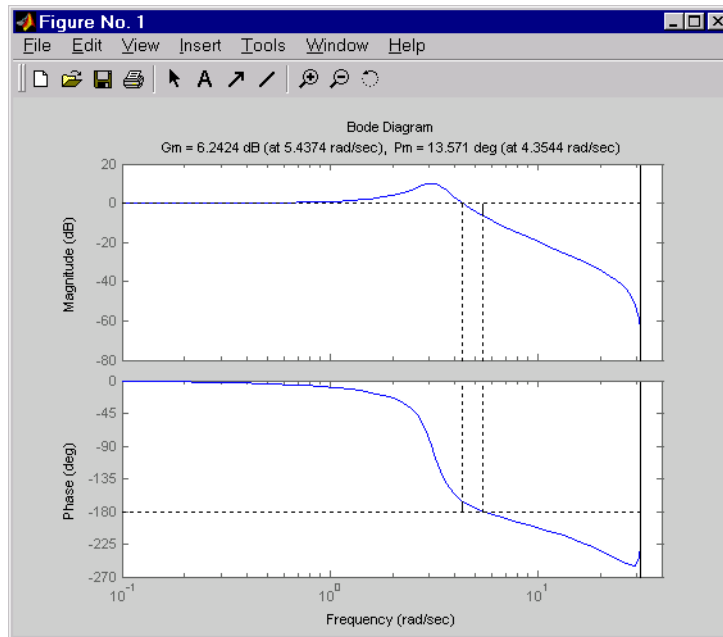 Figure No. 1
File Edit View Insert Tools Window Help
A
Bode Diagram
Gm = 6.2424 dB (at 5.4374 rad/sec), Pm = 13.571 deg (at 4.3544 rad/sec)
20
0
-20
-40
-60
-80
Magnitude (dB)
0
-45
-90
-135
-180
-225
-270
Phase (deg)
10^-1 10^0 10^1
Frequency (rad/sec)